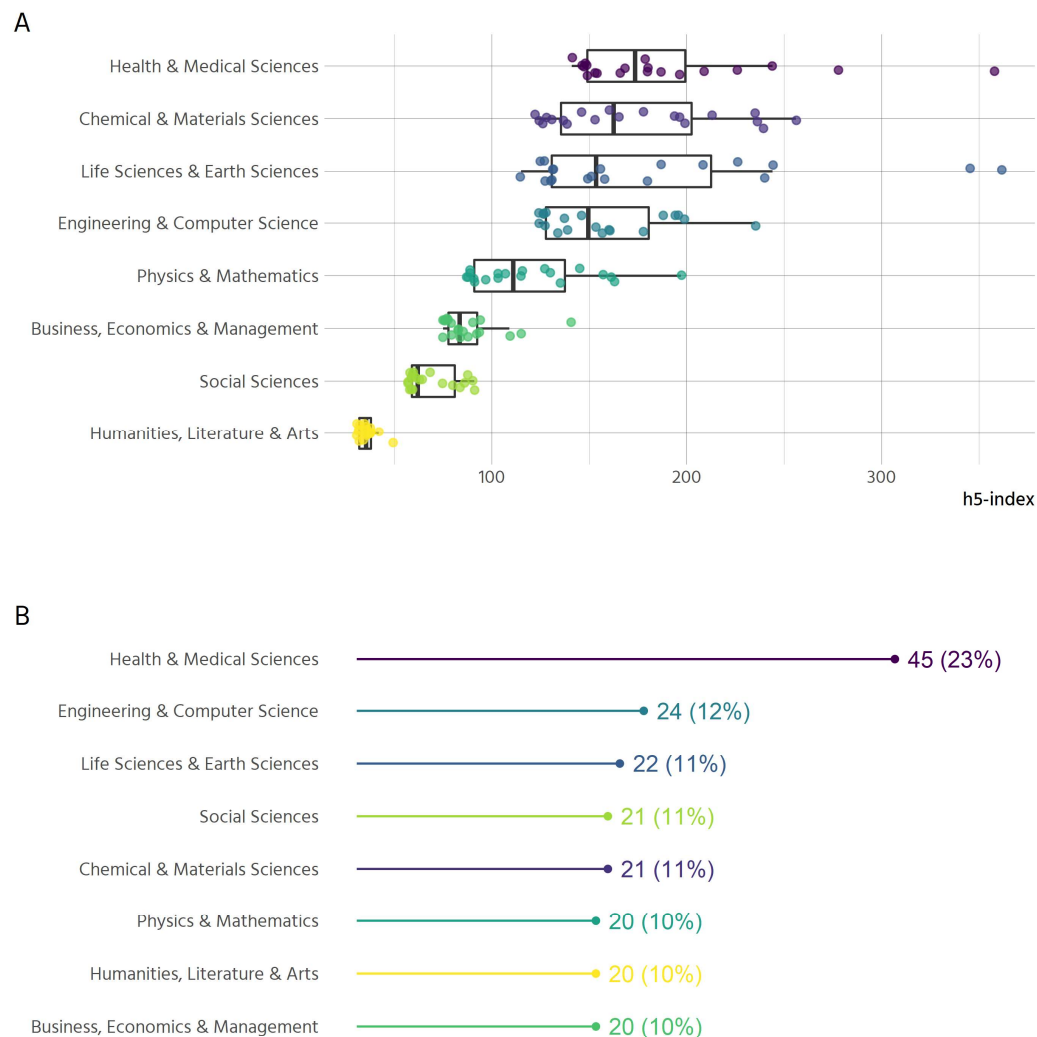 A
Health & Medical Sciences
Chemical & Materials Sciences
Life Sciences & Earth Sciences
Engineering & Computer Science
Physics & Mathematics
Business, Economics & Management
Social Sciences
Humanities, Literature & Arts
100 200 300
h5-index
B
Health & Medical Sciences 45 (23%)
Engineering & Computer Science 24 (12%)
Life Sciences & Earth Sciences 22 (11%)
Social Sciences 21 (11%)
Chemical & Materials Sciences 21 (11%)
Physics & Mathematics 20 (10%)
Humanities, Literature & Arts 20 (10%)
Business, Economics & Management 20 (10%)